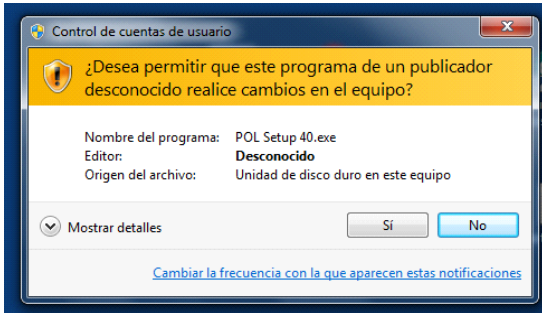 Control de cuentas de usuario
¿Desea permitir que este programa de un publicador
desconocido realice cambios en el equipo?
Nombre del programa: POL Setup 40.exe
Editor: Desconocido
Origen del archivo: Unidad de disco duro en este equipo
Mostrar detalles
Sí
No
Cambiar la frecuencia con la que aparecen estas notificaciones